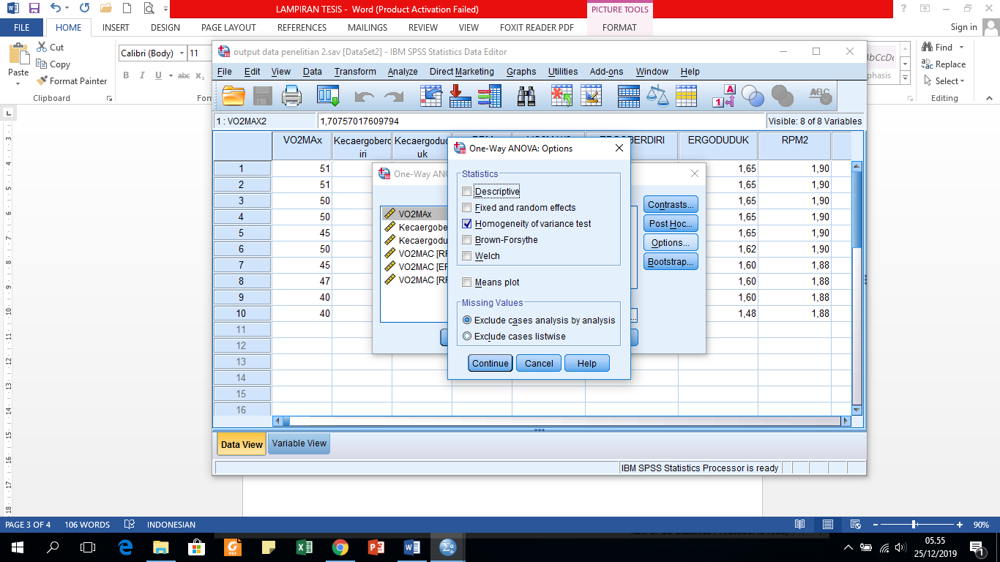 LAMPIRAN TESIS - Word (Product Activation Failed)
PICTURE TOOLS
FILE HOME INSERT DESIGN PAGE LAYOUT REFERENCES MAILINGS REVIEW VIEW FOXIT READER PDF FORMAT Sign in
Paste
Cut
Copy
Format Painter
Clipboard
Calibri (Body) 11
B I U abc
Find
Replace
Select
Editing
output data penelitian 2.sav [DataSet2] - IBM SPSS Statistics Data Editor
File Edit View Data Transform Analyze Direct Marketing Graphs Utilities Add-ons Window Help
1 : VO2MAX2 1,70757017609794 Visible: 8 of 8 Variables
VO2MAx ERGODUDUK RPM2
1 51 1,65 1,90
2 51 1,65 1,90
3 50 1,65 1,90
4 50 1,65 1,90
5 45 1,65 1,90
6 50 1,62 1,90
7 45 1,60 1,88
8 47 1,60 1,88
9 40 1,60 1,88
10 40 1,48 1,88
11
12
13
14
15
16
VO2MAx
Contrasts...
Post Hoc...
Options...
Bootstrap...
One-Way ANOVA: Options
Statistics
Descriptive
Fixed and random effects
Homogeneity of variance test
Brown-Forsythe
Welch
Means plot
Missing Values
Exclude cases analysis by analysis
Exclude cases listwise
Continue Cancel Help
Data View Variable View
IBM SPSS Statistics Processor is ready
PAGE 3 OF 4 106 WORDS INDONESIAN 90%
05.55
25/12/2019